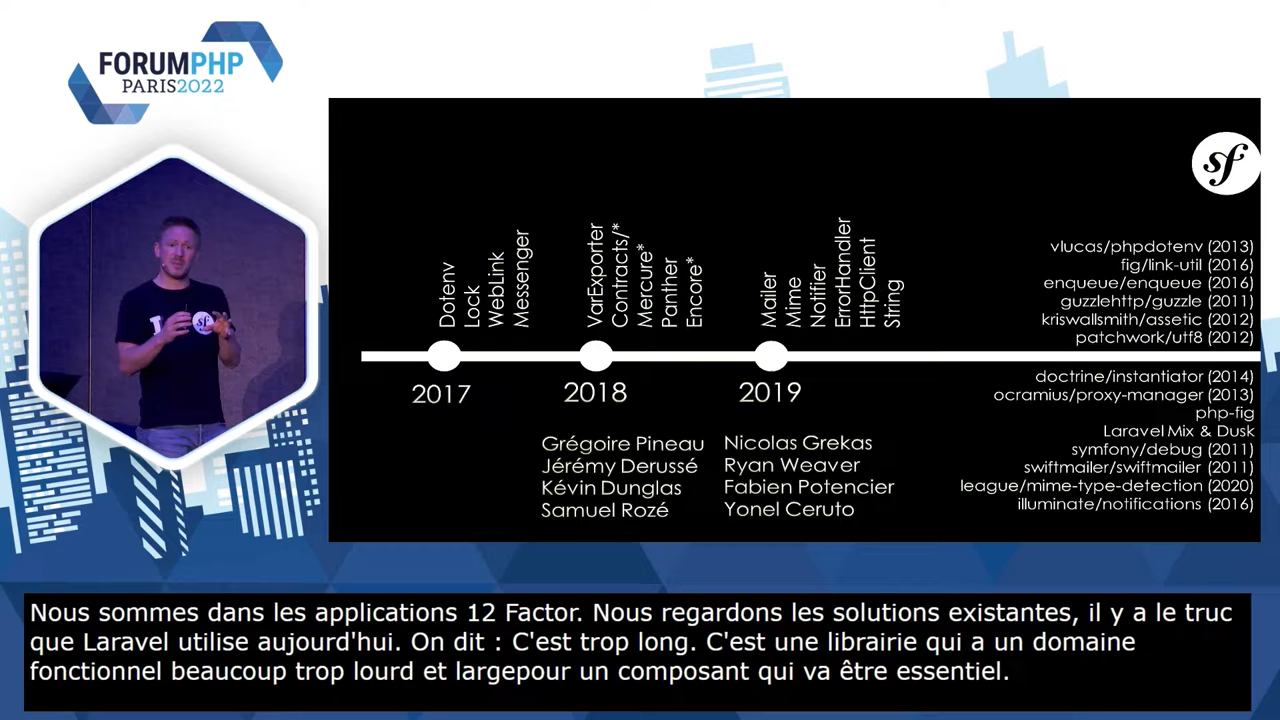 FORUMPHP
PARIS2022
sf
Dotenv
Lock
WebLink
Messenger
VarExporter
Contracts/*
Mercure*
Panther
Encore*
Mailer
Mime
Notifier
ErrorHandler
HttpClient
String
vlucas/phpdotenv (2013)
fig/link-util (2016)
enqueue/enqueue (2016)
guzzlehttp/guzzle (2011)
kriswallsmith/assetic (2012)
patchwork/utf8 (2012)
2017
2018
2019
doctrine/instantiator (2014)
ocramius/proxy-manager (2013)
php-fig
Laravel Mix & Dusk
symfony/debug (2011)
swiftmailer/swiftmailer (2011)
league/mime-type-detection (2020)
illuminate/notifications (2016)
Grégoire Pineau
Jérémy Derussé
Kévin Dunglas
Samuel Rozé
Nicolas Grekas
Ryan Weaver
Fabien Potencier
Yonel Ceruto
I
sf
Nous sommes dans les applications 12 Factor. Nous regardons les solutions existantes, il y a le truc
que Laravel utilise aujourd'hui. On dit : C'est trop long. C'est une librairie qui a un domaine
fonctionnel beaucoup trop lourd et largepour un composant qui va être essentiel.